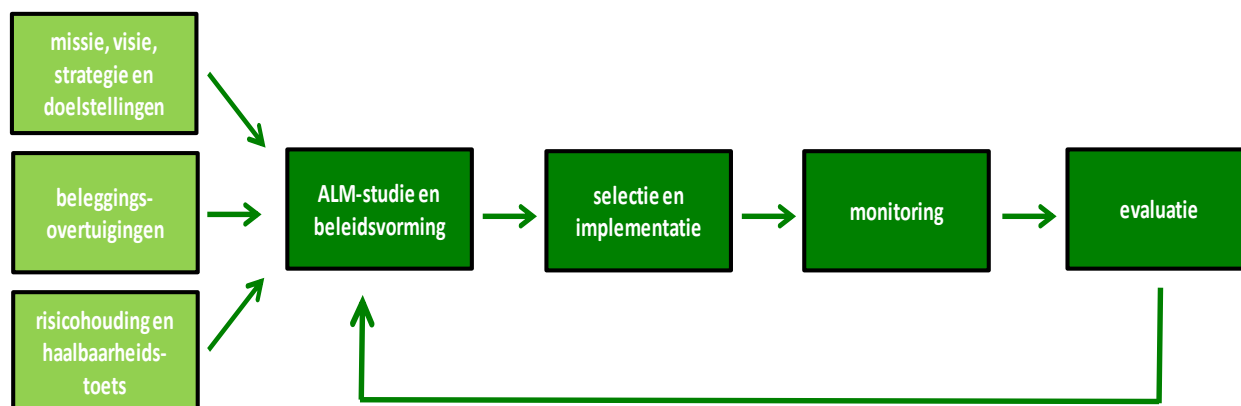 missie, visie,
strategie en
doelstellingen
beleggings-
overtuigingen
risicohouding en
haalbaarheids-
toets
ALM-studie en
beleidsvorming
selectie en
implementatie
monitoring
evaluatie